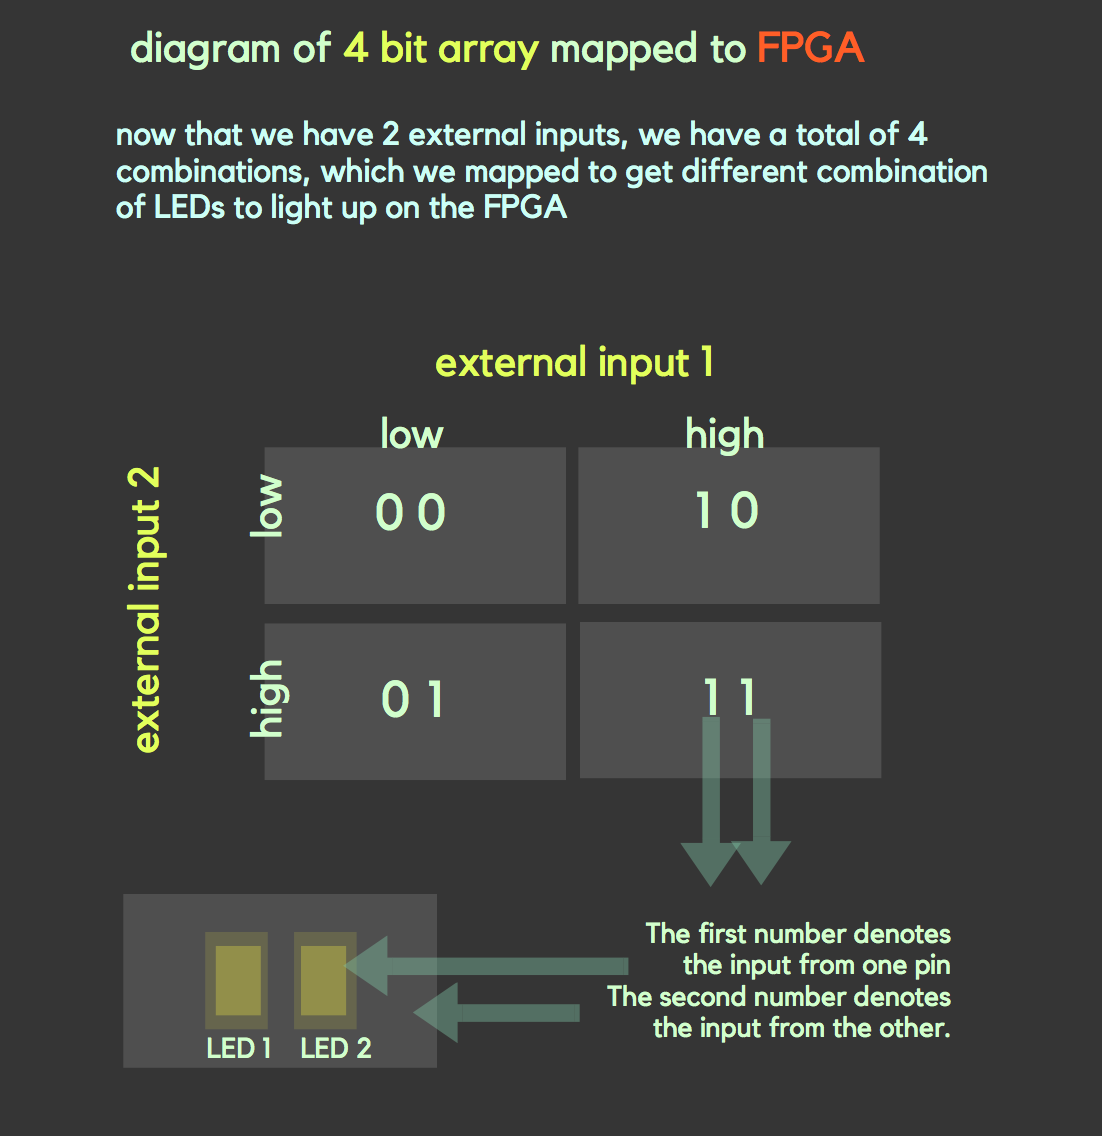 diagram of 4 bit array mapped to FPGA
now that we have 2 external inputs, we have a total of 4
combinations, which we mapped to get different combination
of LEDs to light up on the FPGA
external input 1
low
high
external input 2
low
0 0
1 0
high
0 1
1 1
The first number denotes
the input from one pin
The second number denotes
the input from the other.
LED 1
LED 2